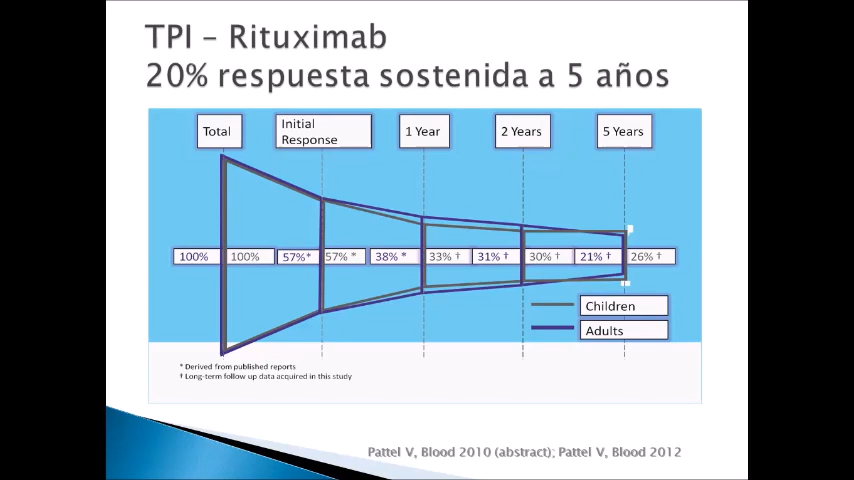 TPI – Rituximab
20% respuesta sostenida a 5 años
Total
Initial
Response
1 Year
2 Years
5 Years
100%
100%
57%*
57% *
38% *
33% †
31% †
30% †
21% †
26% †
Children
Adults
* Derived from published reports
† Long-term follow up data acquired in this study
Pattel V, Blood 2010 (abstract); Pattel V, Blood 2012